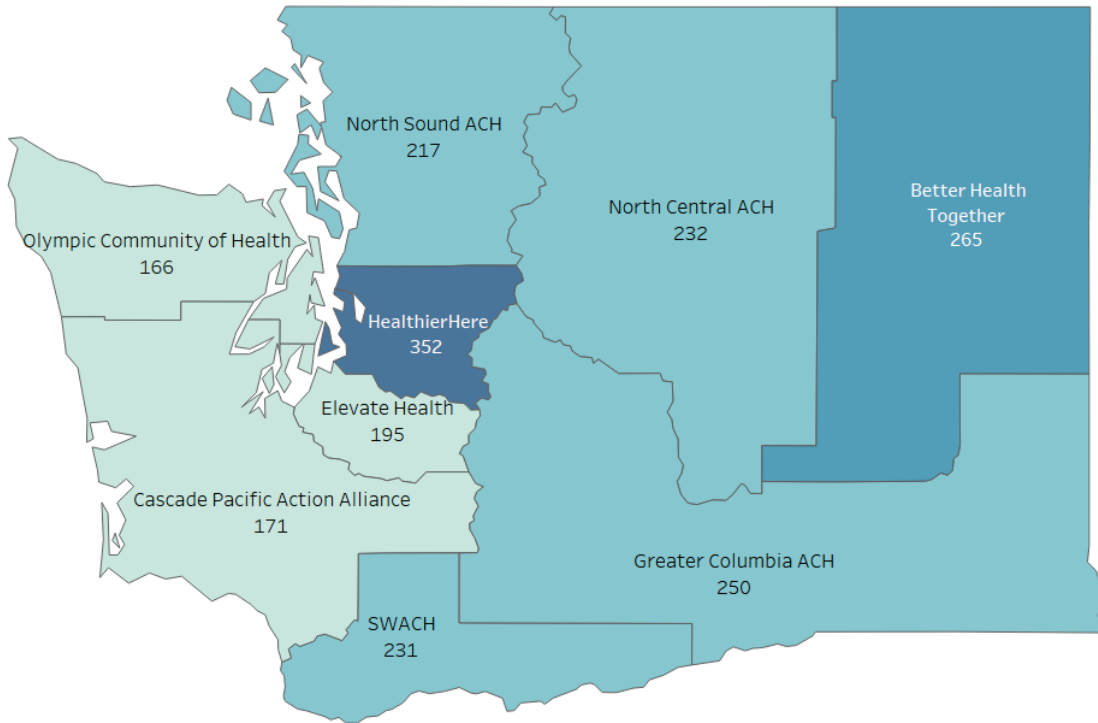 North Sound ACH
217
North Central ACH
232
Better Health
Together
265
Olympic Community of Health
166
HealthierHere
352
Elevate Health
195
Cascade Pacific Action Alliance
171
Greater Columbia ACH
250
SWACH
231